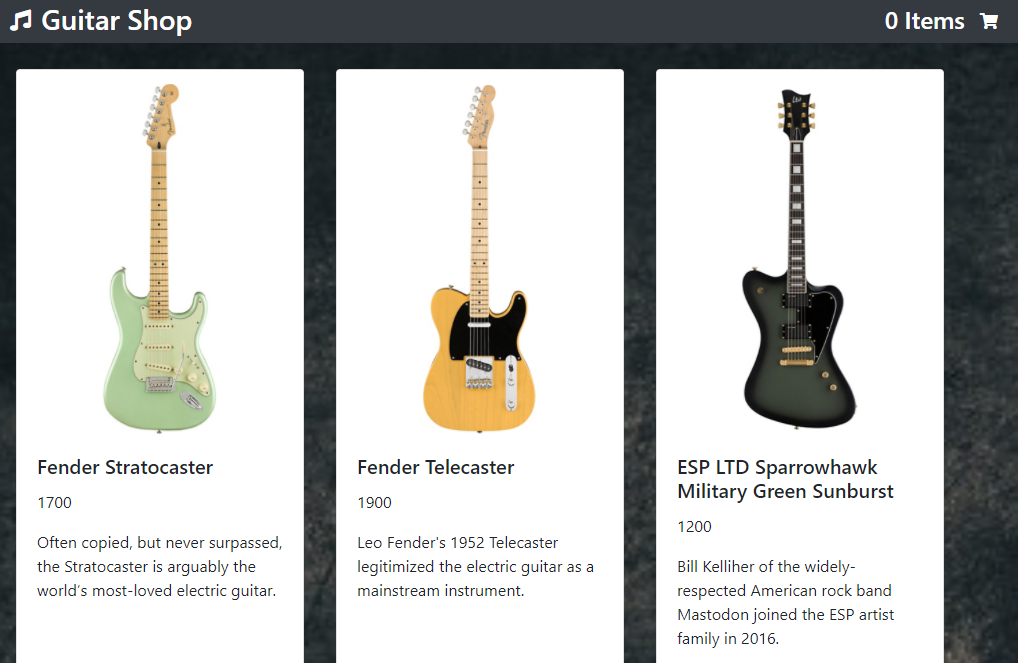 Guitar Shop
0 Items
Fender Stratocaster
1700
Often copied, but never surpassed,
the Stratocaster is arguably the
world’s most-loved electric guitar.
Fender Telecaster
1900
Leo Fender's 1952 Telecaster
legitimized the electric guitar as a
mainstream instrument.
ESP LTD Sparrowhawk
Military Green Sunburst
1200
Bill Kelliher of the widely-
respected American rock band
Mastodon joined the ESP artist
family in 2016.